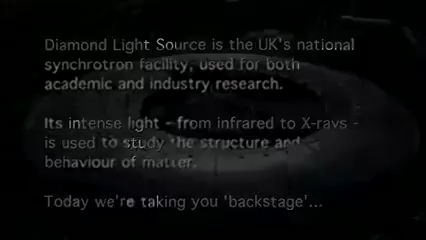 Diamond Light Source is the UK's national
synchrotron facility, used for both
academic and industry research.
Its intense light - from infrared to X-rays -
is used to study the structure and
behaviour of matter.
Today we're taking you 'backstage'...